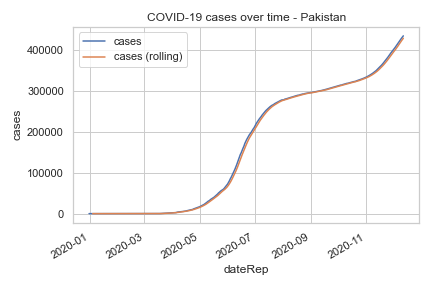 COVID-19 cases over time - Pakistan
cases
cases (rolling)
400000
300000
200000
100000
0
cases
2020-01
2020-03
2020-05
2020-07
2020-09
2020-11
dateRep